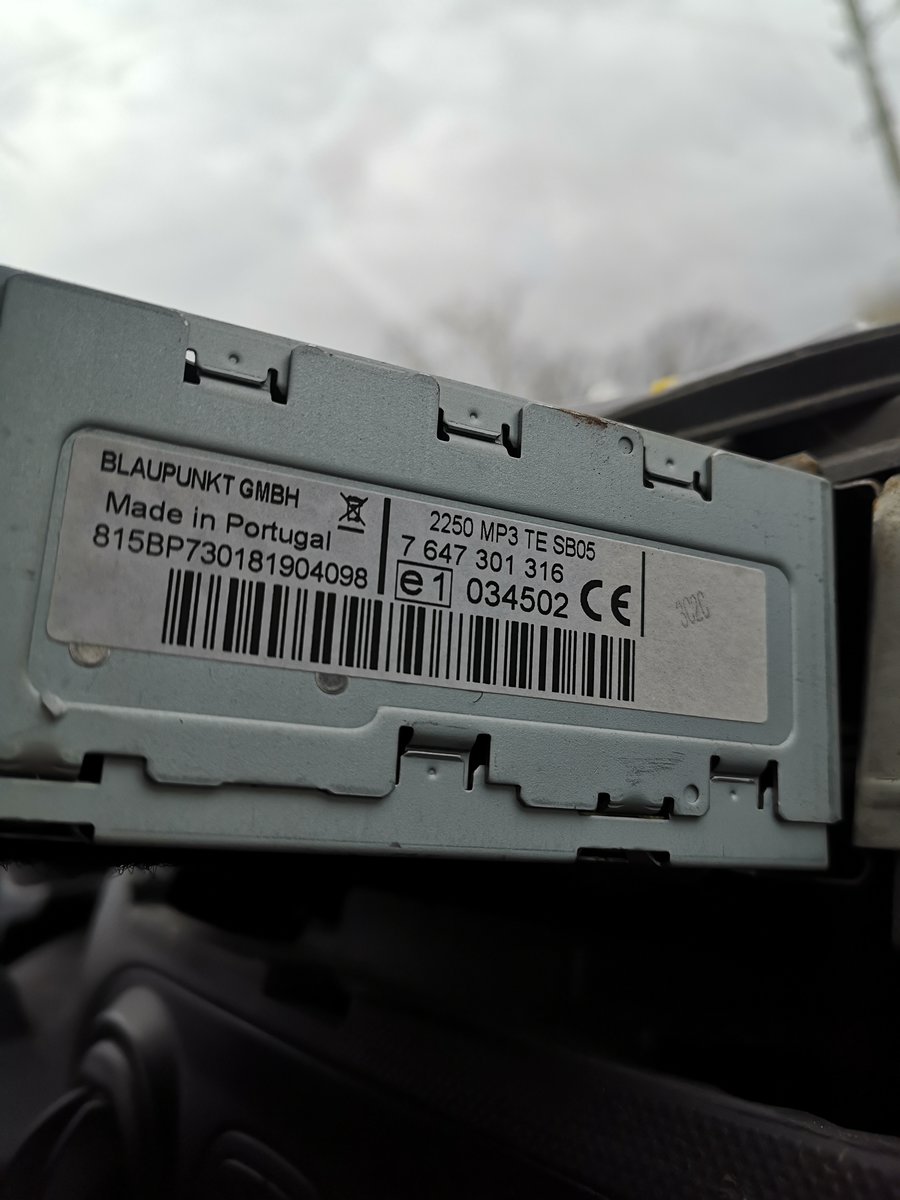 BLAUPUNKT GMBH
Made in Portugal
815BP730181904098
2250 MP3 TE SB05
7 647 301 316
e1 034502 CE